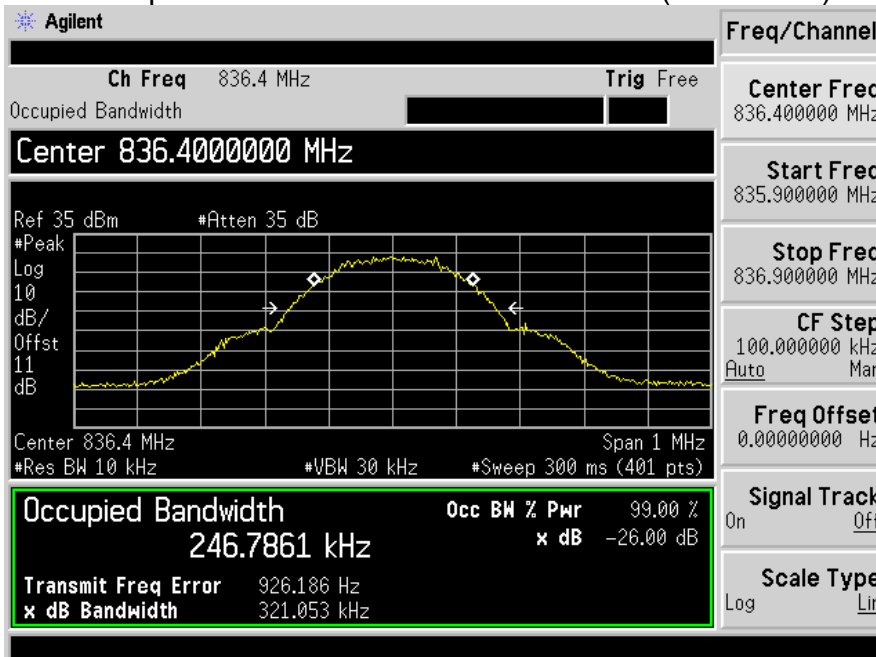 Agilent
Freq/Channel
Ch Freq 836.4 MHz Trig Free
Occupied Bandwidth
Center 836.4000000 MHz
Ref 35 dBm #Atten 35 dB
#Peak
Log
10
dB/
Offst
11
dB
Center 836.4 MHz Span 1 MHz
#Res BW 10 kHz #VBW 30 kHz #Sweep 300 ms (401 pts)
Occupied Bandwidth Occ BW % Pwr 99.00 %
246.7861 kHz x dB -26.00 dB
Transmit Freq Error 926.186 Hz
x dB Bandwidth 321.053 kHz
Center Freq
836.400000 MHz
Start Freq
835.900000 MHz
Stop Freq
836.900000 MHz
CF Step
100.000000 kHz
Auto Man
Freq Offset
0.00000000 Hz
Signal Track
On Off
Scale Type
Log Lin